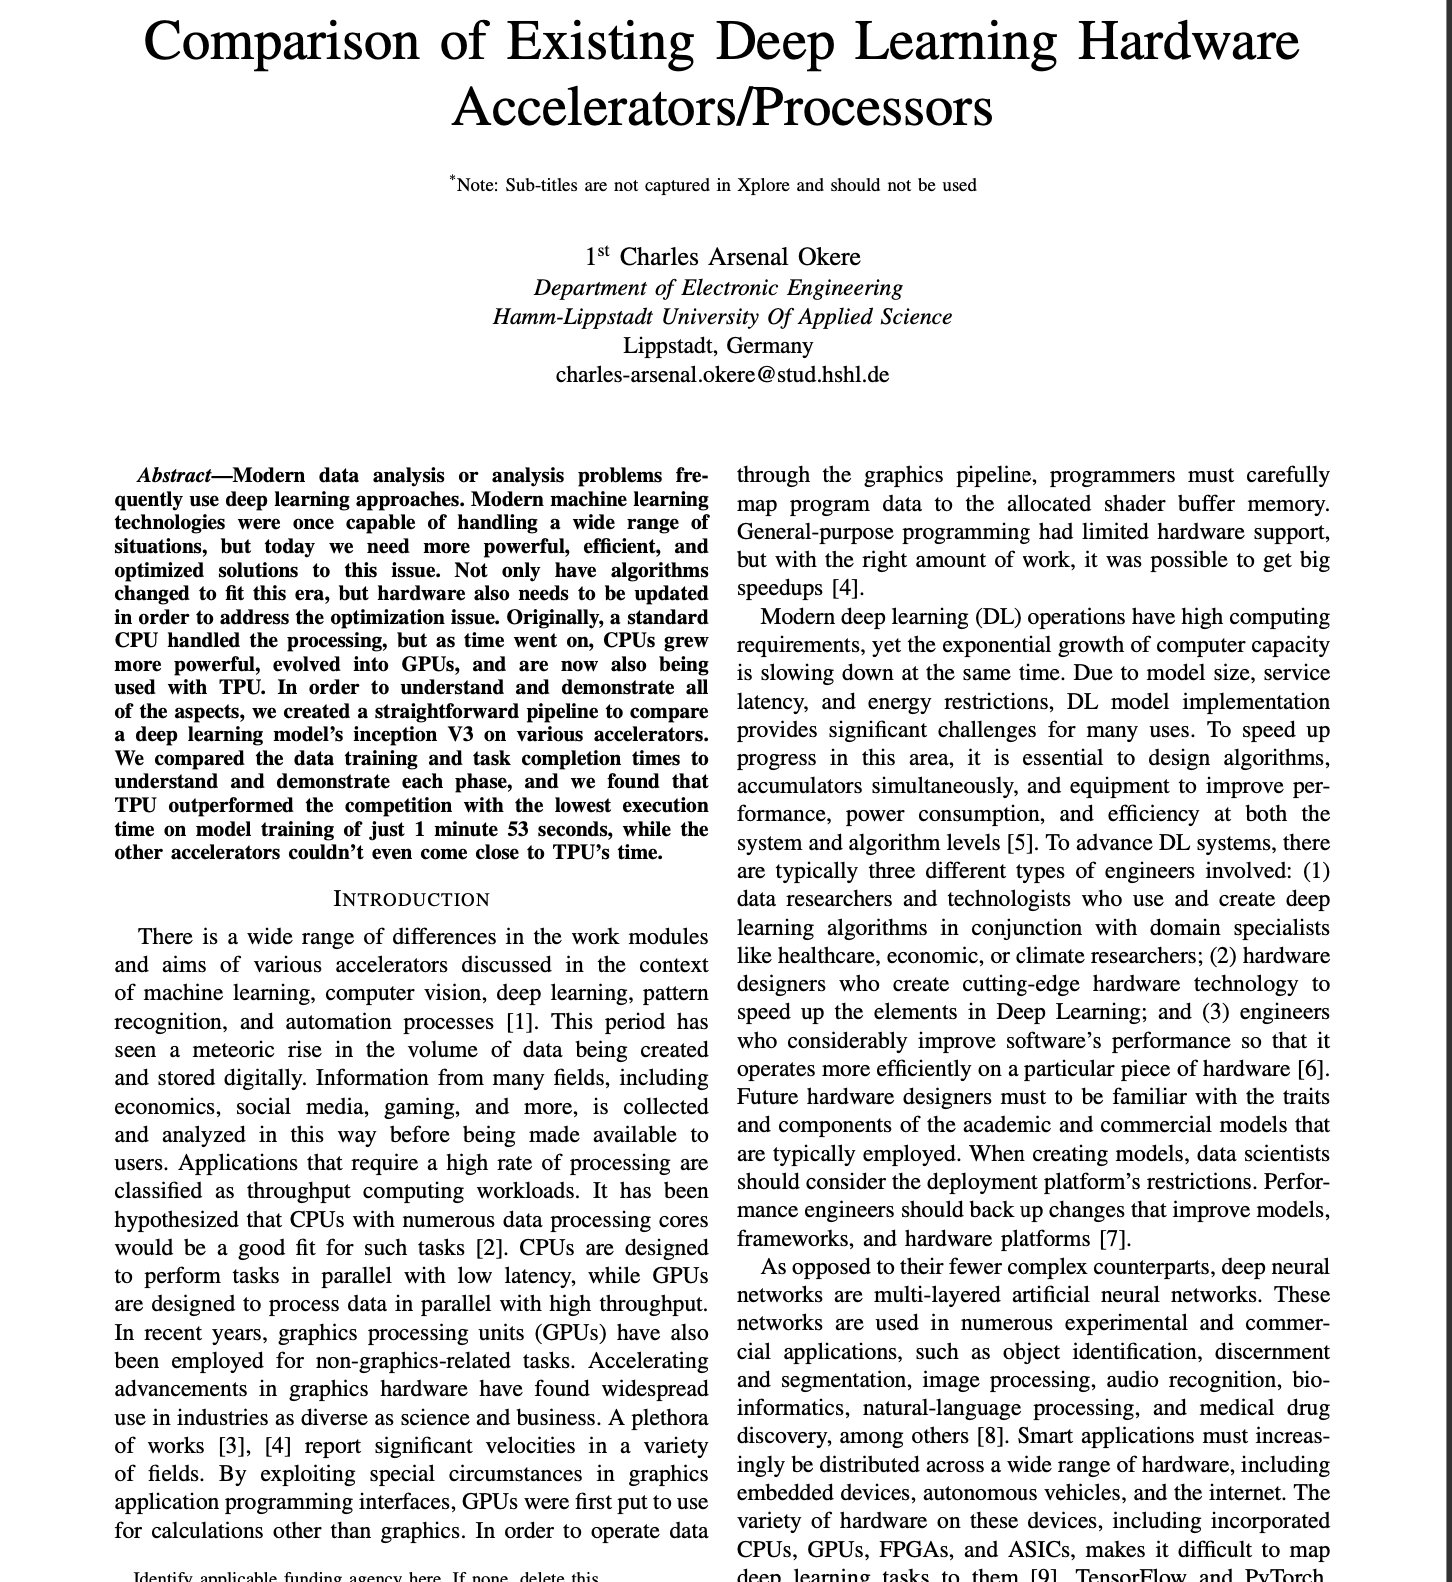 Comparison of Existing Deep Learning Hardware
Accelerators/Processors
*Note: Sub-titles are not captured in Xplore and should not be used
1st Charles Arsenal Okere
Department of Electronic Engineering
Hamm-Lippstadt University Of Applied Science
Lippstadt, Germany
charles-arsenal.okere@stud.hshl.de
Abstract—Modern data analysis or analysis problems fre-
quently use deep learning approaches. Modern machine learning
technologies were once capable of handling a wide range of
situations, but today we need more powerful, efficient, and
optimized solutions to this issue. Not only have algorithms
changed to fit this era, but hardware also needs to be updated
in order to address the optimization issue. Originally, a standard
CPU handled the processing, but as time went on, CPUs grew
more powerful, evolved into GPUs, and are now also being
used with TPU. In order to understand and demonstrate all
of the aspects, we created a straightforward pipeline to compare
a deep learning model's inception V3 on various accelerators.
We compared the data training and task completion times to
understand and demonstrate each phase, and we found that
TPU outperformed the competition with the lowest execution
time on model training of just 1 minute 53 seconds, while the
other accelerators couldn't even come close to TPU's time.
INTRODUCTION
There is a wide range of differences in the work modules
and aims of various accelerators discussed in the context
of machine learning, computer vision, deep learning, pattern
recognition, and automation processes [1]. This period has
seen a meteoric rise in the volume of data being created
and stored digitally. Information from many fields, including
economics, social media, gaming, and more, is collected
and analyzed in this way before being made available to
users. Applications that require a high rate of processing are
classified as throughput computing workloads. It has been
hypothesized that CPUs with numerous data processing cores
would be a good fit for such tasks [2]. CPUs are designed
to perform tasks in parallel with low latency, while GPUs
are designed to process data in parallel with high throughput.
In recent years, graphics processing units (GPUs) have also
been employed for non-graphics-related tasks. Accelerating
advancements in graphics hardware have found widespread
use in industries as diverse as science and business. A plethora
of works [3], [4] report significant velocities in a variety
of fields. By exploiting special circumstances in graphics
application programming interfaces, GPUs were first put to use
for calculations other than graphics. In order to operate data
Identify applicable funding agency here. If none, delete this.
through the graphics pipeline, programmers must carefully
map program data to the allocated shader buffer memory.
General-purpose programming had limited hardware support,
but with the right amount of work, it was possible to get big
speedups [4].
Modern deep learning (DL) operations have high computing
requirements, yet the exponential growth of computer capacity
is slowing down at the same time. Due to model size, service
latency, and energy restrictions, DL model implementation
provides significant challenges for many uses. To speed up
progress in this area, it is essential to design algorithms,
accumulators simultaneously, and equipment to improve per-
formance, power consumption, and efficiency at both the
system and algorithm levels [5]. To advance DL systems, there
are typically three different types of engineers involved: (1)
data researchers and technologists who use and create deep
learning algorithms in conjunction with domain specialists
like healthcare, economic, or climate researchers; (2) hardware
designers who create cutting-edge hardware technology to
speed up the elements in Deep Learning; and (3) engineers
who considerably improve software's performance so that it
operates more efficiently on a particular piece of hardware [6].
Future hardware designers must to be familiar with the traits
and components of the academic and commercial models that
are typically employed. When creating models, data scientists
should consider the deployment platform's restrictions. Perfor-
mance engineers should back up changes that improve models,
frameworks, and hardware platforms [7].
As opposed to their fewer complex counterparts, deep neural
networks are multi-layered artificial neural networks. These
networks are used in numerous experimental and commer-
cial applications, such as object identification, discernment
and segmentation, image processing, audio recognition, bio-
informatics, natural-language processing, and medical drug
discovery, among others [8]. Smart applications must increas-
ingly be distributed across a wide range of hardware, including
embedded devices, autonomous vehicles, and the internet. The
variety of hardware on these devices, including incorporated
CPUs, GPUs, FPGAs, and ASICs, makes it difficult to map
deep learning tasks to them [9]. TensorFlow and PyTorch,